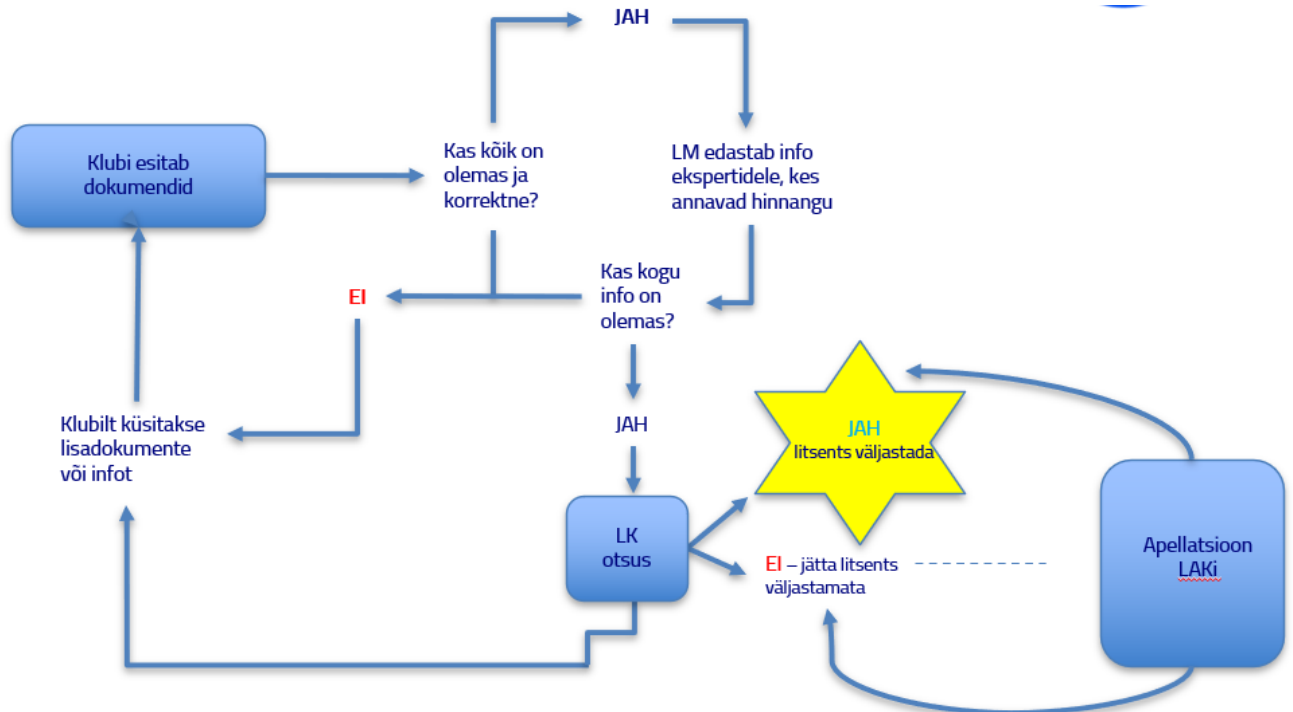 JAH
Klubi esitab
dokumendid
Kas kõik on
olemas ja
korrektne?
LM edastab info
ekspertidele, kes
annavad hinnangu
Kas kogu
info on
olemas?
EI
Klubilt küsitakse
lisadokumente
või infot
JAH
LK
otsus
JAH
litsents väljastada
EI – jätta litsents
väljastamata
Apellatsioon
LAKi